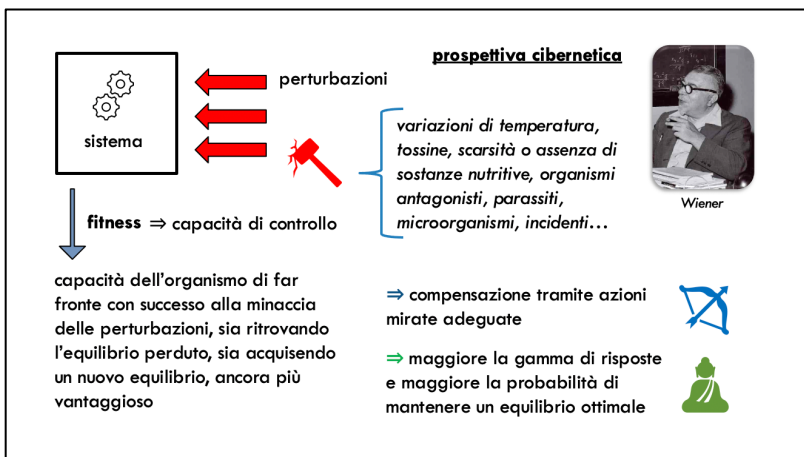 prospettiva cibernetica
perturbazioni
sistema
variazioni di temperatura,
tossine, scarsità o assenza di
sostanze nutritive, organismi
antagonisti, parassiti,
microorganismi, incidenti…
Wiener
fitness ⇒ capacità di controllo
capacità dell’organismo di far
fronte con successo alla minaccia
delle perturbazioni, sia ritrovando
l’equilibrio perduto, sia acquisendo
un nuovo equilibrio, ancora più
vantaggioso
⇒ compensazione tramite azioni
mirate adeguate
⇒ maggiore la gamma di risposte
e maggiore la probabilità di
mantenere un equilibrio ottimale